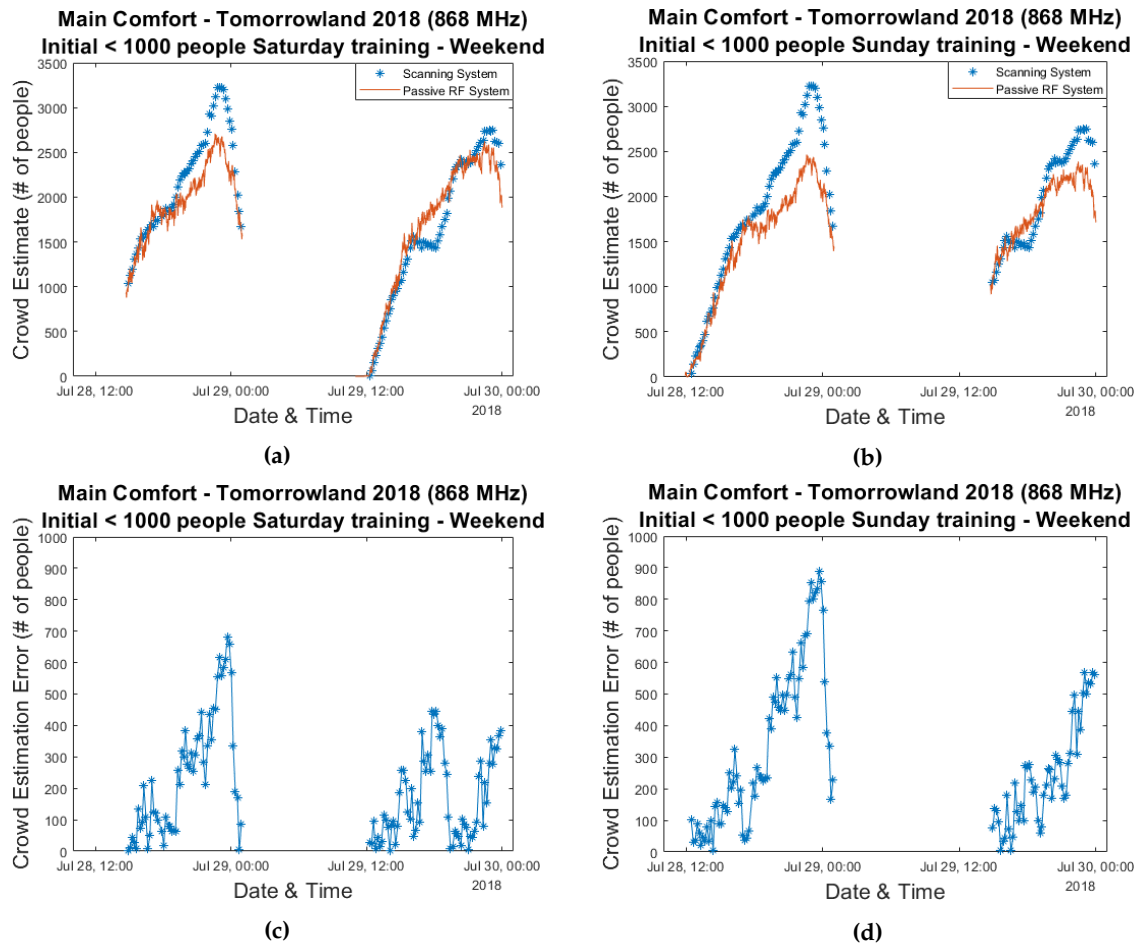 Main Comfort - Tomorrowland 2018 (868 MHz)
Initial < 1000 people Saturday training - Weekend
Crowd Estimate (# of people)
3500
3000
2500
2000
1500
1000
500
0
Scanning System
Passive RF System
Jul 28, 12:00
Jul 29, 00:00
Jul 29, 12:00
Jul 30, 00:00
2018
Date & Time
(a)
Main Comfort - Tomorrowland 2018 (868 MHz)
Initial < 1000 people Sunday training - Weekend
Crowd Estimate (# of people)
3500
3000
2500
2000
1500
1000
500
0
Scanning System
Passive RF System
Jul 28, 12:00
Jul 29, 00:00
Jul 29, 12:00
Jul 30, 00:00
2018
Date & Time
(b)
Main Comfort - Tomorrowland 2018 (868 MHz)
Initial < 1000 people Saturday training - Weekend
Crowd Estimation Error (# of people)
1000
900
800
700
600
500
400
300
200
100
0
Jul 28, 12:00
Jul 29, 00:00
Jul 29, 12:00
Jul 30, 00:00
2018
Date & Time
(c)
Main Comfort - Tomorrowland 2018 (868 MHz)
Initial < 1000 people Sunday training - Weekend
Crowd Estimation Error (# of people)
1000
900
800
700
600
500
400
300
200
100
0
Jul 28, 12:00
Jul 29, 00:00
Jul 29, 12:00
Jul 30, 00:00
2018
Date & Time
(d)